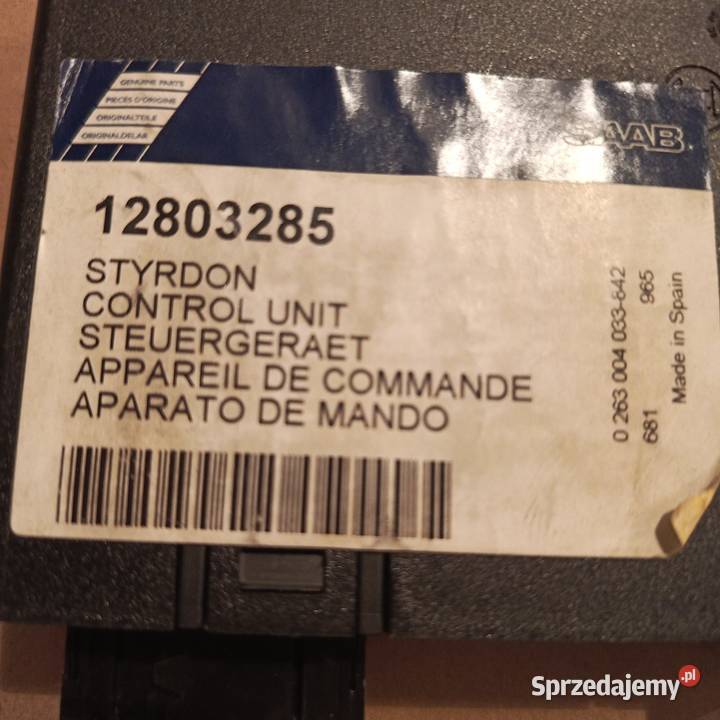 GENUINE PARTS
PIECES D'ORIGINE
ORIGINALTEILE
ORIGINALDELAR
SAAB
12803285
STYRDON
CONTROL UNIT
STEUERGERAET
APPAREIL DE COMMANDE
APARATO DE MANDO
0 263 004 033-842
681 965
Made in Spain
Sprzedajemy.pl